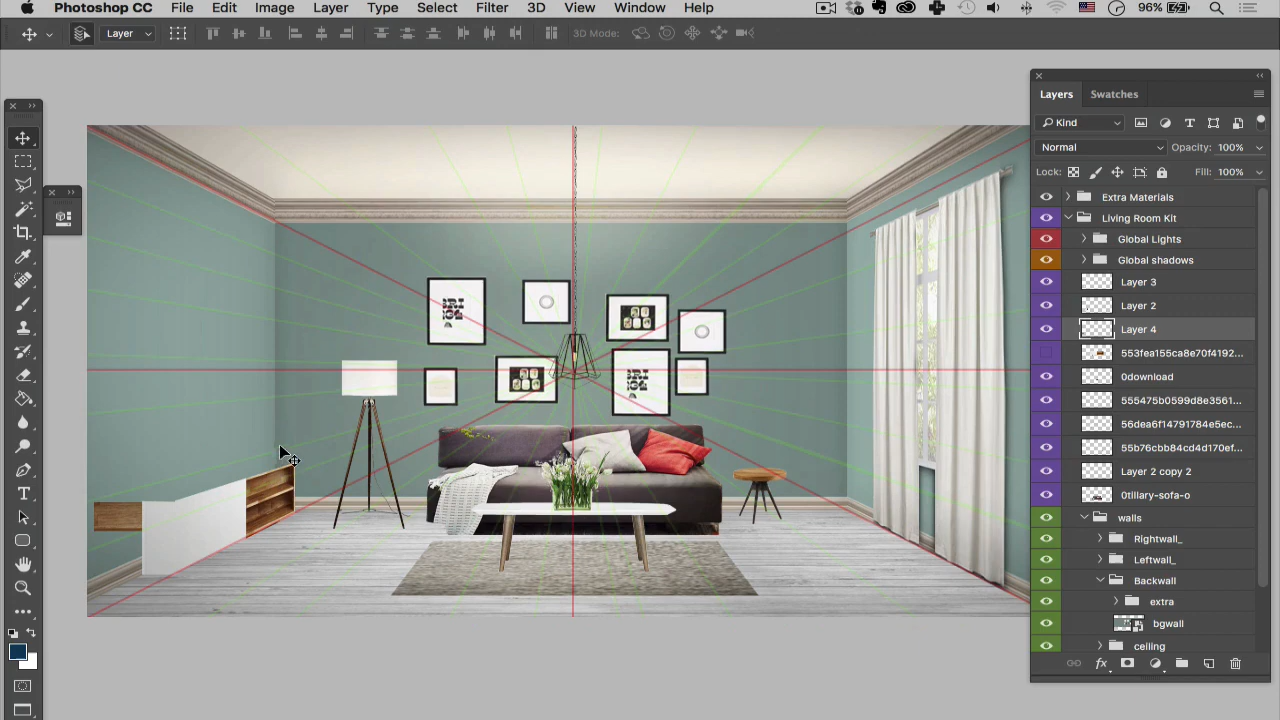 Photoshop CC File Edit Image Layer Type Select Filter 3D View Window Help 96%
Layer 3D Mode:
Layers Swatches
Kind
Normal Opacity: 100%
Lock: Fill: 100%
Extra Materials
Living Room Kit
Global Lights
Global shadows
Layer 3
Layer 2
Layer 4
553fea155ca8e70f4192...
0download
555475b0599d8e3561...
56dea6f14791784e5ec...
55b76cbb84cd4d170ef...
Layer 2 copy 2
0tillary-sofa-o
walls
Rightwall_
Leftwall_
Backwall
extra
bgwall
ceiling
fx